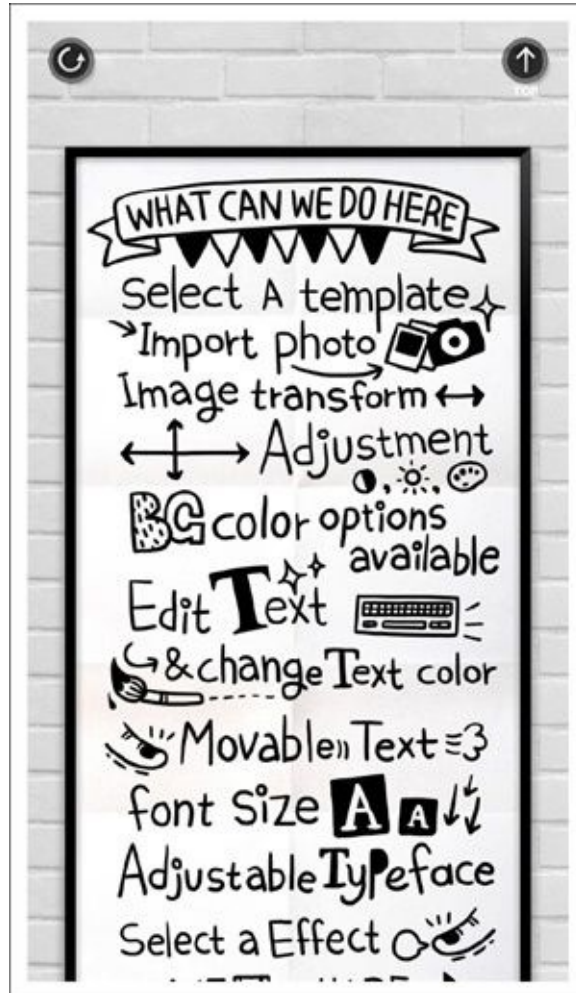 TOP
WHAT CAN WE DO HERE
Select A template
Import photo
Image transform
Adjustment
BG color options
available
Edit Text
& change Text color
Movable Text
font Size A A
Adjustable Typeface
Select a Effect